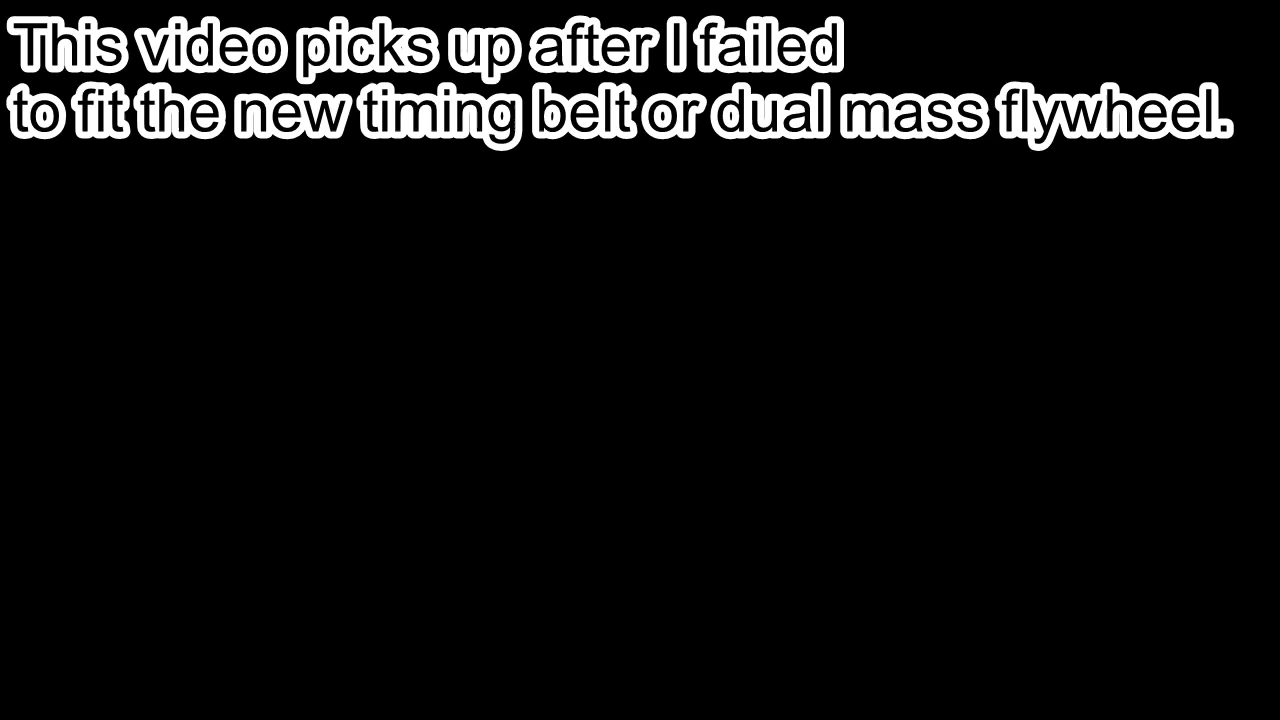 This video picks up after I failed
to fit the new timing belt or dual mass flywheel.